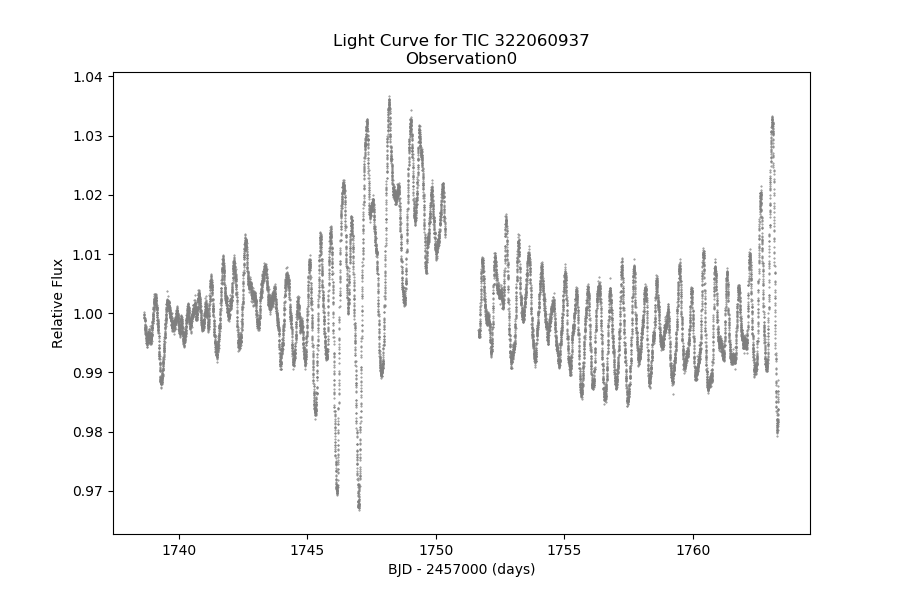 Light Curve for TIC 322060937
Observation0
1.04
1.03
1.02
1.01
1.00
0.99
0.98
0.97
Relative Flux
1740 1745 1750 1755 1760
BJD - 2457000 (days)